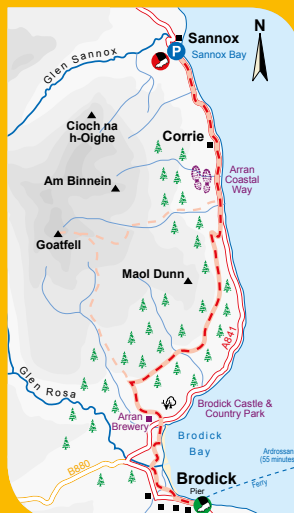 Sannox
N
P
Sannox Bay
Glen Sannox
Cioch na
h-Oighe
Corrie
Am Binnein
Arran
Coastal
Way
Goatfell
Maol Dunn
A841
Glen Rosa
Brodick Castle &
Country Park
Arran
Brewery
Brodick
Bay
B880
Ardrossan
(55 minutes
Ferry
Brodick
Pier